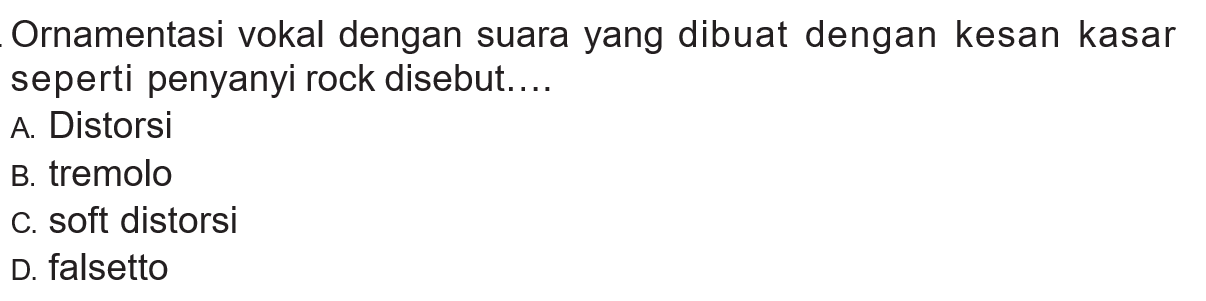 . Ornamentasi vokal dengan suara yang dibuat dengan kesan kasar
seperti penyanyi rock disebut....
A. Distorsi
B. tremolo
C. soft distorsi
D. falsetto